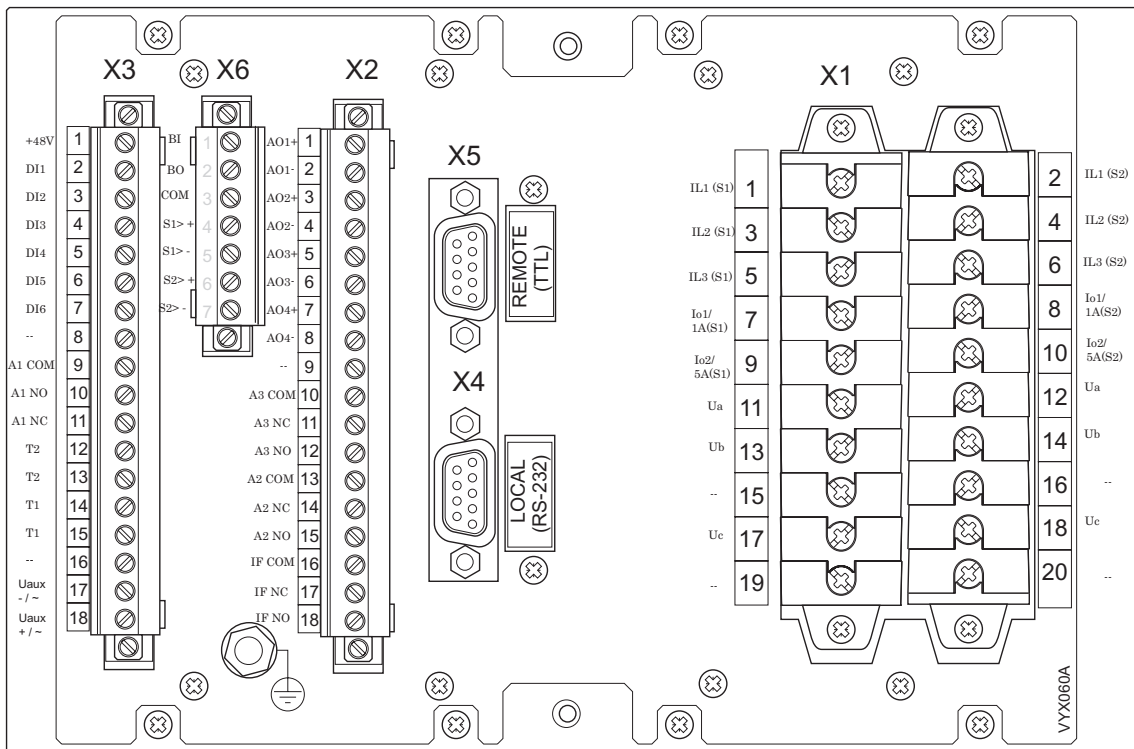 X3
X6
X2
X1
+48V 1
DI1 2
DI2 3
DI3 4
DI4 5
DI5 6
DI6 7
-- 8
A1 COM 9
A1 NO 10
A1 NC 11
T2 12
T2 13
T1 14
T1 15
-- 16
Uaux
- / ~ 17
Uaux
+ / ~ 18
BI 1
BO 2
COM 3
S1> + 4
S1> - 5
S2> + 6
S2> - 7
AO1+ 1
AO1- 2
AO2+ 3
AO2- 4
AO3+ 5
AO3- 6
AO4+ 7
AO4- 8
-- 9
A3 COM 10
A3 NC 11
A3 NO 12
A2 COM 13
A2 NC 14
A2 NO 15
IF COM 16
IF NC 17
IF NO 18
X5
REMOTE
(TTL)
X4
LOCAL
(RS-232)
IL1 (S1) 1
IL2 (S1) 3
IL3 (S1) 5
Io1/
1A(S1) 7
Io2/
5A(S1) 9
Ua 11
Ub 13
-- 15
Uc 17
-- 19
2 IL1 (S2)
4 IL2 (S2)
6 IL3 (S2)
8 Io1/
1A(S2)
10 Io2/
5A(S2)
12 Ua
14 Ub
16 --
18 Uc
20 --
VYX060A